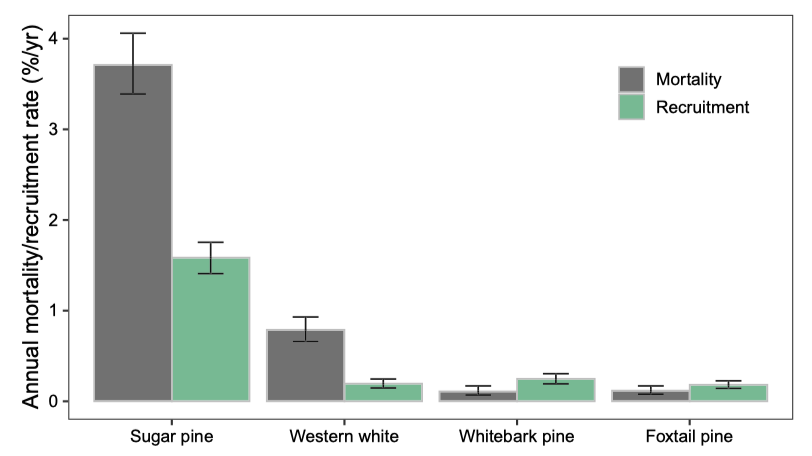 Annual mortality/recruitment rate (%/yr)
4
3
2
1
0
Mortality
Recruitment
Sugar pine
Western white
Whitebark pine
Foxtail pine